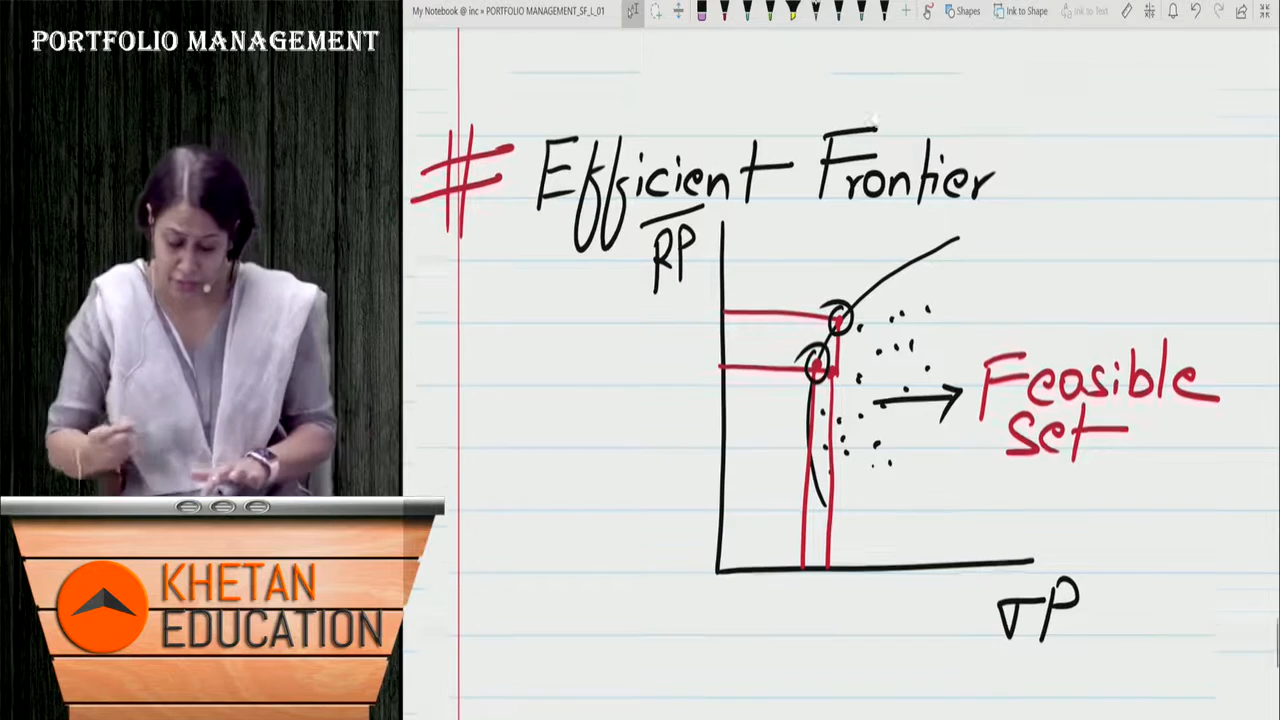 PORTFOLIO MANAGEMENT
My Notebook @ inc » PORTFOLIO MANAGEMENT_SF_L_01
Shapes
Ink to Shape
Ink to Text
# Efficient Frontier
RP
Feasible
set
σP
KHETAN
EDUCATION